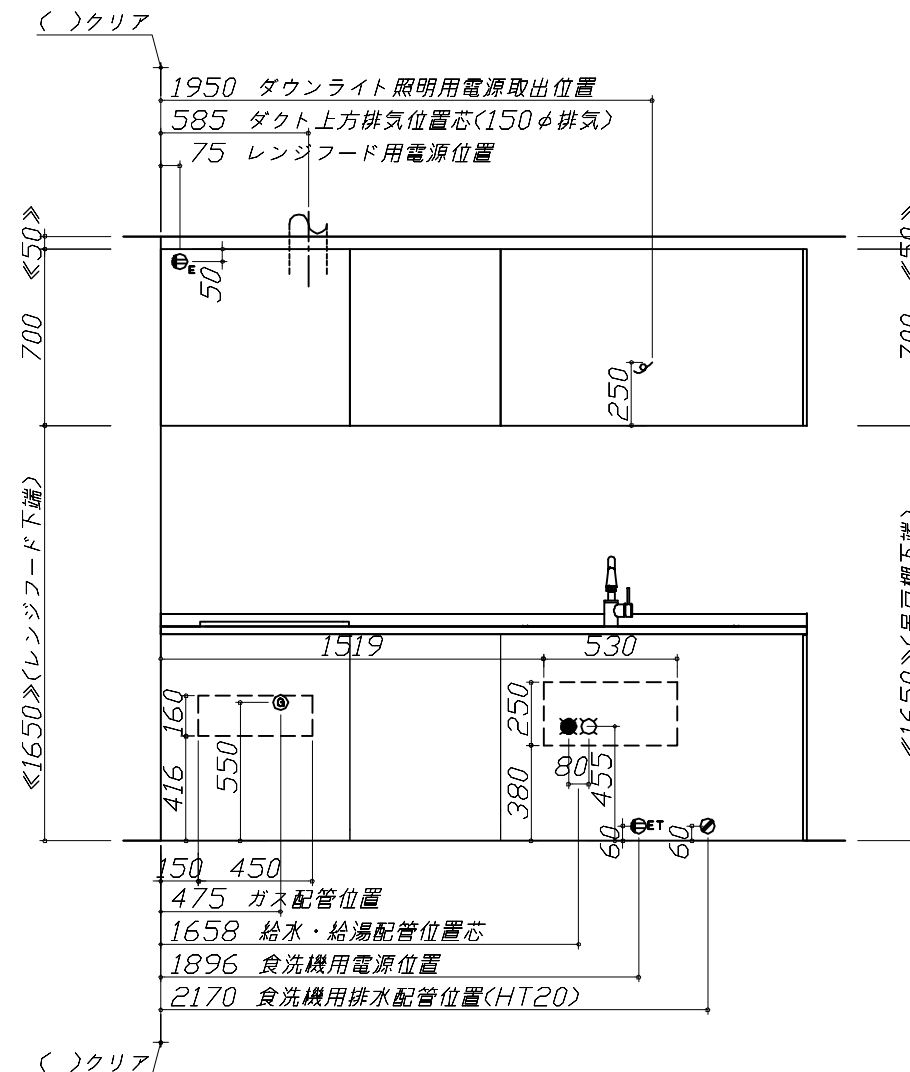 ( )クリア
1950 ダウンライト照明用電源取出位置
585 ダクト上方排気位置芯(150φ排気)
75 レンジフード用電源位置
≪50≫
≪50≫
E
50
700
700
250
≪1650≫(レンジフード下端)
1519
530
160
250
416
550
80
455
380
ET
60
60
150
450
475 ガス配管位置
1658 給水・給湯配管位置芯
1896 食洗機用電源位置
2170 食洗機用排水配管位置(HT20)
( )クリア